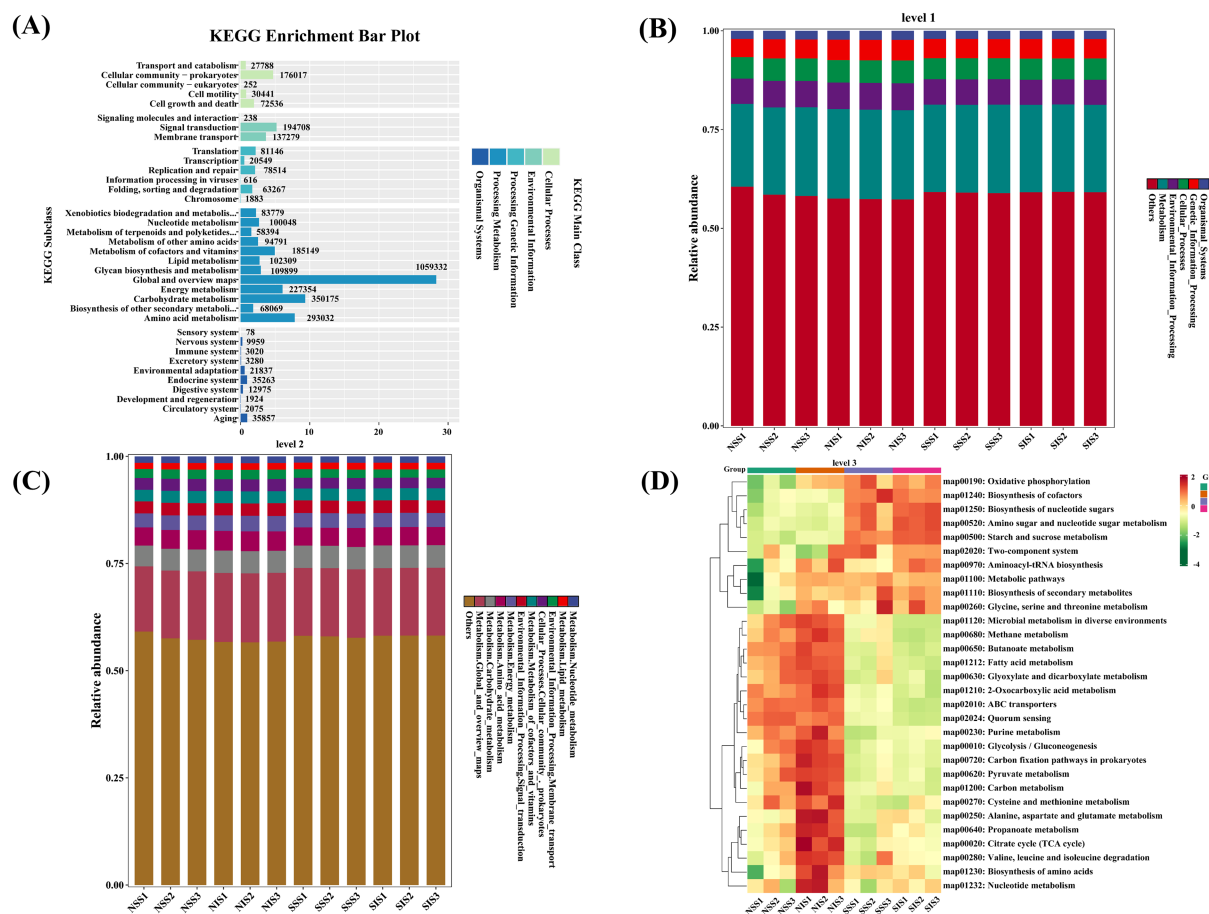 (A)
KEGG Enrichment Bar Plot
KEGG Subclass
Transport and catabolism 27788
Cellular community − prokaryotes 176017
Cellular community − eukaryotes 252
Cell motility 30441
Cell growth and death 72536
Signaling molecules and interaction 238
Signal transduction 194708
Membrane transport 137279
Translation 81146
Transcription 20549
Replication and repair 78514
Information processing in viruses 616
Folding, sorting and degradation 63267
Chromosome 1883
Xenobiotics biodegradation and metabolis... 83779
Nucleotide metabolism 100048
Metabolism of terpenoids and polyketides... 58394
Metabolism of other amino acids 94791
Metabolism of cofactors and vitamins 185149
Lipid metabolism 102309
Glycan biosynthesis and metabolism 109899
Global and overview maps 1059332
Energy metabolism 227354
Carbohydrate metabolism 350175
Biosynthesis of other secondary metaboli... 68069
Amino acid metabolism 293032
Sensory system 78
Nervous system 9959
Immune system 3020
Excretory system 3280
Environmental adaptation 21837
Endocrine system 35263
Digestive system 12975
Development and regeneration 1924
Circulatory system 2075
Aging 35857
0 10 20 30
KEGG Main Class
Cellular Processes
Environmental Information
Processing Genetic Information
Processing Metabolism
Organismal Systems
(B)
level 1
Relative abundance
1.00
0.75
0.50
0.25
0.00
NSS1 NSS2 NSS3 NIS1 NIS2 NIS3 SSS1 SSS2 SSS3 SIS1 SIS2 SIS3
Organismal_Systems
Genetic_Information_Processing
Cellular_Processes
Environmental_Information_Processing
Metabolism
Others
(C)
level 2
Relative abundance
1.00
0.75
0.50
0.25
0.00
NSS1 NSS2 NSS3 NIS1 NIS2 NIS3 SSS1 SSS2 SSS3 SIS1 SIS2 SIS3
Metabolism.Nucleotide_metabolism
Metabolism.Lipid_metabolism
Environmental_Information_Processing.Membrane_transport
Cellular_Processes.Cellular_community_-_prokaryotes
Metabolism.Metabolism_of_cofactors_and_vitamins
Environmental_Information_Processing.Signal_transduction
Metabolism.Energy_metabolism
Metabolism.Amino_acid_metabolism
Metabolism.Carbohydrate_metabolism
Metabolism.Global_and_overview_maps
Others
(D)
level 3
Group
map00190: Oxidative phosphorylation
map01240: Biosynthesis of cofactors
map01250: Biosynthesis of nucleotide sugars
map00520: Amino sugar and nucleotide sugar metabolism
map00500: Starch and sucrose metabolism
map02020: Two-component system
map00970: Aminoacyl-tRNA biosynthesis
map01100: Metabolic pathways
map01110: Biosynthesis of secondary metabolites
map00260: Glycine, serine and threonine metabolism
map01120: Microbial metabolism in diverse environments
map00680: Methane metabolism
map00650: Butanoate metabolism
map01212: Fatty acid metabolism
map00630: Glyoxylate and dicarboxylate metabolism
map01210: 2-Oxocarboxylic acid metabolism
map02010: ABC transporters
map02024: Quorum sensing
map00230: Purine metabolism
map00010: Glycolysis / Gluconeogenesis
map00720: Carbon fixation pathways in prokaryotes
map00620: Pyruvate metabolism
map01200: Carbon metabolism
map00270: Cysteine and methionine metabolism
map00250: Alanine, aspartate and glutamate metabolism
map00640: Propanoate metabolism
map00020: Citrate cycle (TCA cycle)
map00280: Valine, leucine and isoleucine degradation
map01230: Biosynthesis of amino acids
map01232: Nucleotide metabolism
NSS1 NSS2 NSS3 NIS1 NIS2 NIS3 SSS1 SSS2 SSS3 SIS1 SIS2 SIS3
2
0
-2
-4
G